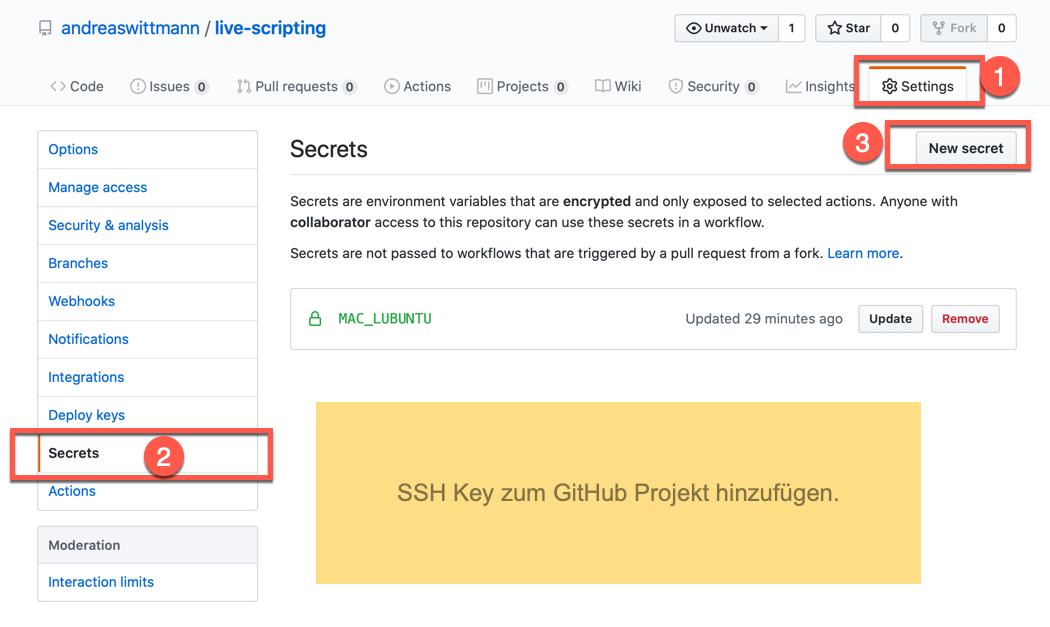 andreaswittmann / live-scripting
Unwatch 1 Star 0 Fork 0
Code Issues 0 Pull requests 0 Actions Projects 0 Wiki Security 0 Insights Settings 1
Options
Manage access
Security & analysis
Branches
Webhooks
Notifications
Integrations
Deploy keys
Secrets 2
Actions
Moderation
Interaction limits
Secrets 3 New secret
Secrets are environment variables that are encrypted and only exposed to selected actions. Anyone with
collaborator access to this repository can use these secrets in a workflow.
Secrets are not passed to workflows that are triggered by a pull request from a fork. Learn more.
MAC_LUBUNTU Updated 29 minutes ago Update Remove
SSH Key zum GitHub Projekt hinzufügen.